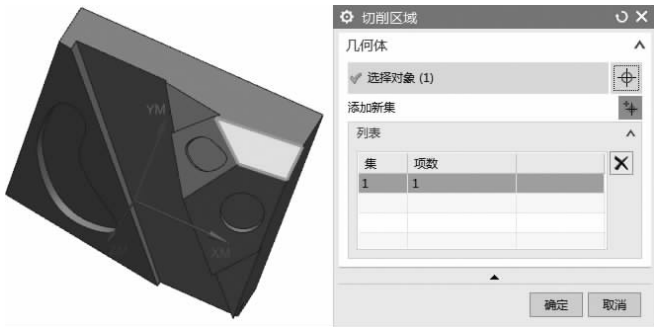 YM
XM
切削区域
几何体
选择对象 (1)
添加新集
列表
集 项数
1 1
确定 取消